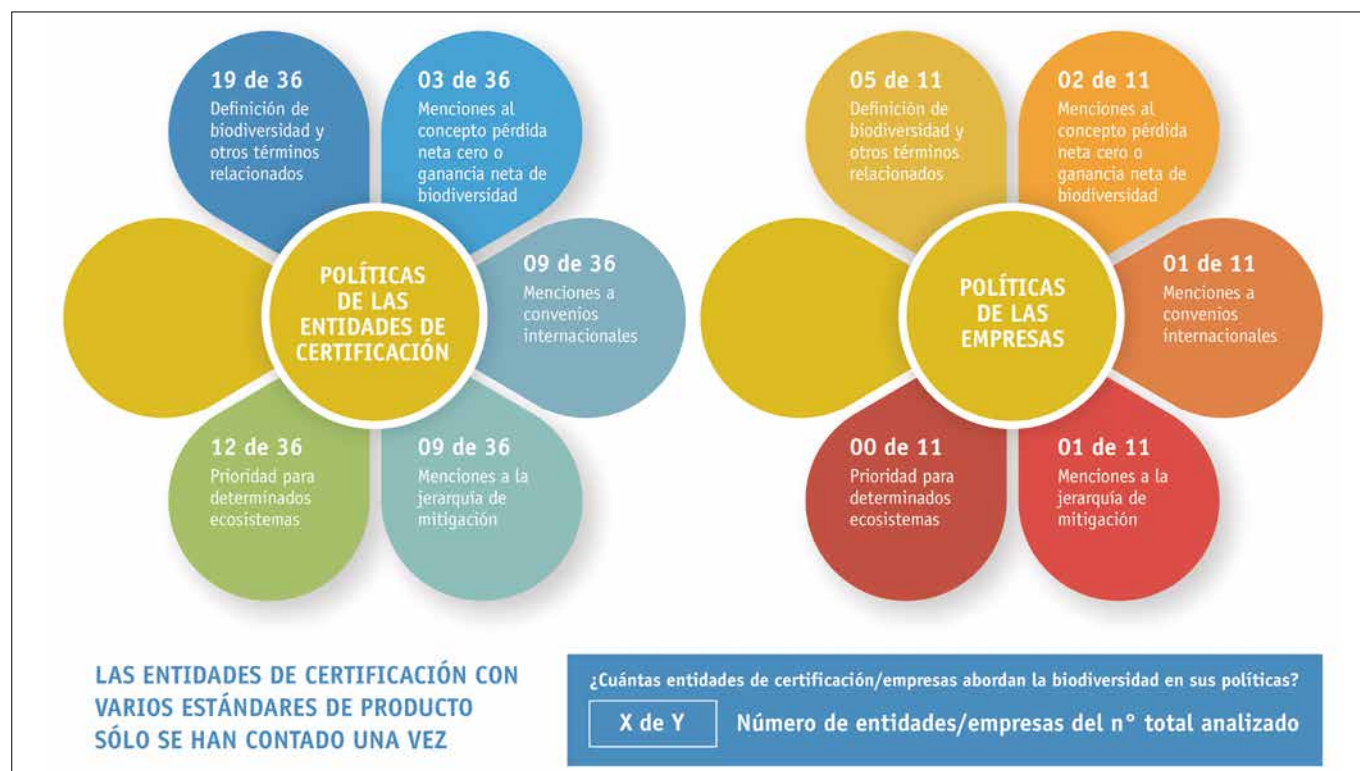 19 de 36
Definición de
biodiversidad y
otros términos
relacionados
03 de 36
Menciones al
concepto pérdida
neta cero o
ganancia neta de
biodiversidad
09 de 36
Menciones a
convenios
internacionales
POLÍTICAS
DE LAS
ENTIDADES DE
CERTIFICACIÓN
12 de 36
Prioridad para
determinados
ecosistemas
09 de 36
Menciones a la
jerarquía de
mitigación
05 de 11
Definición de
biodiversidad y
otros términos
relacionados
02 de 11
Menciones al
concepto pérdida
neta cero o
ganancia neta de
biodiversidad
01 de 11
Menciones a
convenios
internacionales
POLÍTICAS
DE LAS
EMPRESAS
00 de 11
Prioridad para
determinados
ecosistemas
01 de 11
Menciones a la
jerarquía de
mitigación
LAS ENTIDADES DE CERTIFICACIÓN CON
VARIOS ESTÁNDARES DE PRODUCTO
SÓLO SE HAN CONTADO UNA VEZ
¿Cuántas entidades de certificación/empresas abordan la biodiversidad en sus políticas?
X de Y
Número de entidades/empresas del n° total analizado